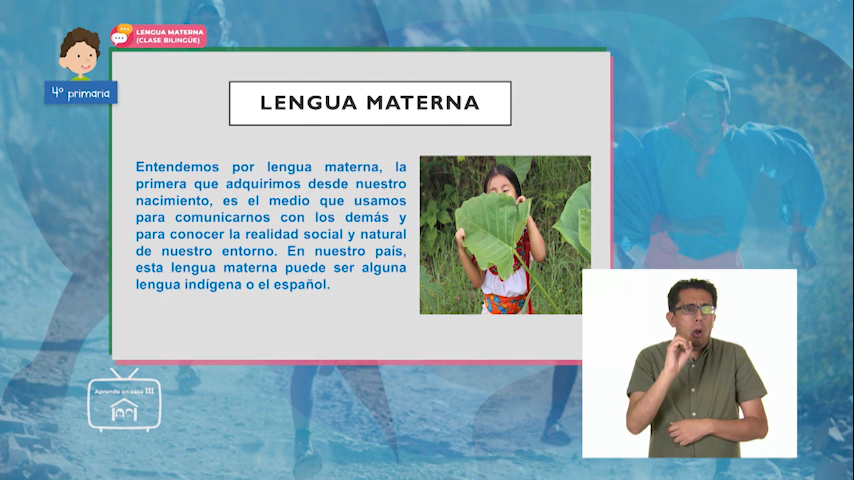 LENGUA MATERNA
(CLASE BILINGÜE)
4º primaria
LENGUA MATERNA
Entendemos por lengua materna, la
primera que adquirimos desde nuestro
nacimiento, es el medio que usamos
para comunicarnos con los demás y
para conocer la realidad social y natural
de nuestro entorno. En nuestro país,
esta lengua materna puede ser alguna
lengua indígena o el español.
Aprende en casa III